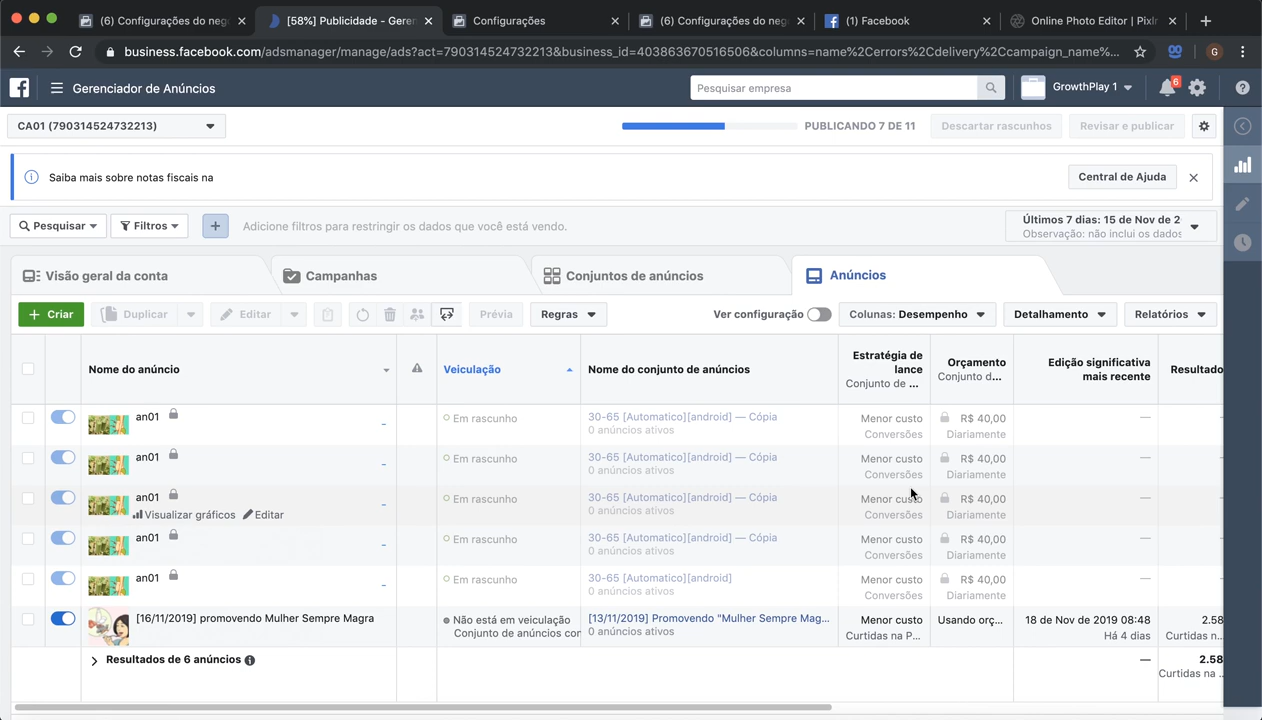 (6) Configurações do neg
[58%] Publicidade - Geren
Configurações
(6) Configurações do neg
(1) Facebook
Online Photo Editor | Pixlr
business.facebook.com/adsmanager/manage/ads?act=790314524732213&business_id=403863670516506&columns=name%2Cerrors%2Cdelivery%2Ccampaign_name%...
G
Gerenciador de Anúncios
Pesquisar empresa
GrowthPlay 1
6
CA01 (790314524732213)
PUBLICANDO 7 DE 11
Descartar rascunhos
Revisar e publicar
Saiba mais sobre notas fiscais na
Central de Ajuda
Pesquisar
Filtros
Adicione filtros para restringir os dados que você está vendo.
Últimos 7 dias: 15 de Nov de 2
Observação: não inclui os dados
Visão geral da conta
Campanhas
Conjuntos de anúncios
Anúncios
+ Criar
Duplicar
Editar
Prévia
Regras
Ver configuração
Colunas: Desempenho
Detalhamento
Relatórios
Nome do anúncio
Veiculação
Nome do conjunto de anúncios
Estratégia de lance
Conjunto de ...
Orçamento
Conjunto d...
Edição significativa mais recente
Resultado
an01
-
Em rascunho
30-65 [Automatico][android] — Cópia
0 anúncios ativos
Menor custo
Conversões
R$ 40,00
Diariamente
—
an01
-
Em rascunho
30-65 [Automatico][android] — Cópia
0 anúncios ativos
Menor custo
Conversões
R$ 40,00
Diariamente
—
an01
Visualizar gráficos
Editar
-
Em rascunho
30-65 [Automatico][android] — Cópia
0 anúncios ativos
Menor custo
Conversões
R$ 40,00
Diariamente
—
an01
-
Em rascunho
30-65 [Automatico][android] — Cópia
0 anúncios ativos
Menor custo
Conversões
R$ 40,00
Diariamente
—
an01
-
Em rascunho
30-65 [Automatico][android]
0 anúncios ativos
Menor custo
Conversões
R$ 40,00
Diariamente
—
[16/11/2019] promovendo Mulher Sempre Magra
Não está em veiculação
Conjunto de anúncios con
[13/11/2019] Promovendo "Mulher Sempre Mag...
0 anúncios ativos
Menor custo
Curtidas na P...
Usando orç...
18 de Nov de 2019 08:48
Há 4 dias
2.58
Curtidas n...
Resultados de 6 anúncios
—
2.58
Curtidas na ...